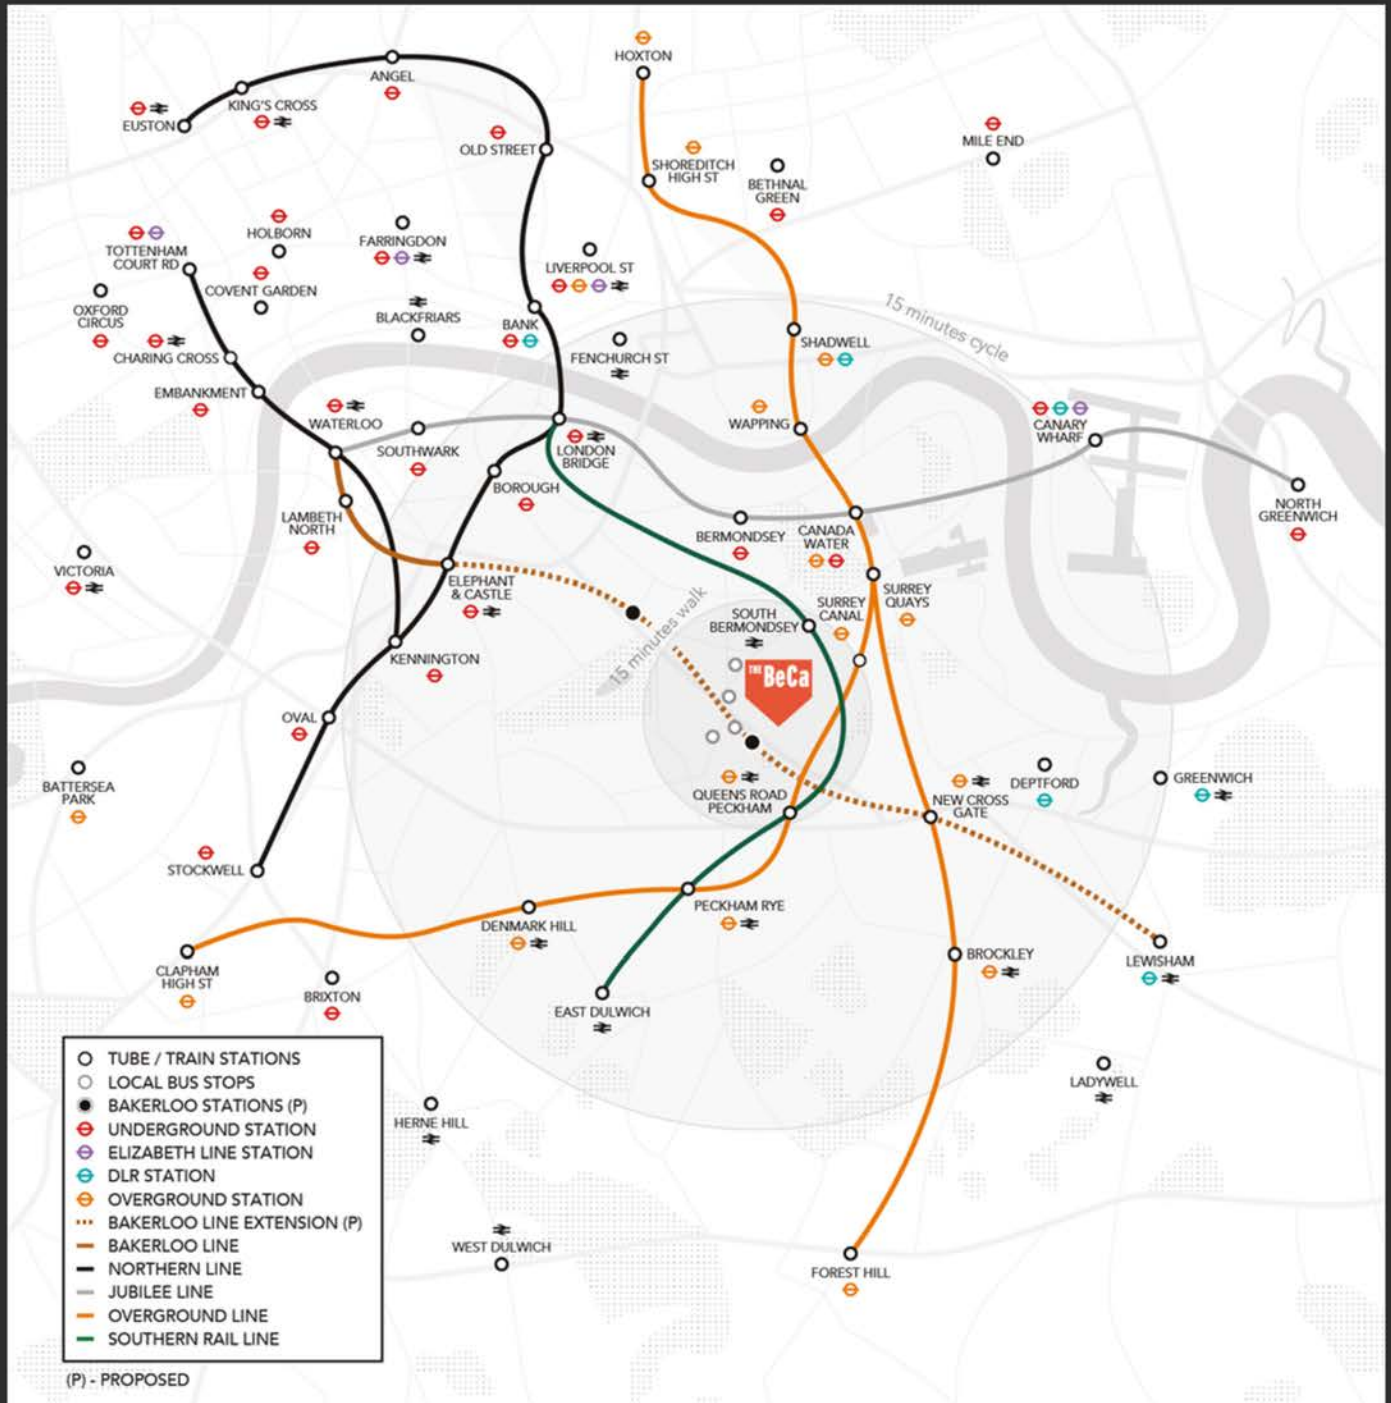 HOXTON
ANGEL
KING'S CROSS
EUSTON
OLD STREET
MILE END
SHOREDITCH
HIGH ST
BETHNAL
GREEN
HOLBORN
FARRINGDON
TOTTENHAM
COURT RD
LIVERPOOL ST
COVENT GARDEN
OXFORD
CIRCUS
BLACKFRIARS
BANK
15 minutes cycle
SHADWELL
CHARING CROSS
FENCHURCH ST
EMBANKMENT
WATERLOO
WAPPING
CANARY
WHARF
SOUTHWARK
LONDON
BRIDGE
BOROUGH
NORTH
GREENWICH
LAMBETH
NORTH
BERMONDSEY
CANADA
WATER
VICTORIA
ELEPHANT
& CASTLE
SURREY
QUAYS
SURREY
CANAL
15 minutes walk
SOUTH
BERMONDSEY
KENNINGTON
THE BeCa
OVAL
BATTERSEA
PARK
QUEENS ROAD
PECKHAM
NEW CROSS
GATE
DEPTFORD
GREENWICH
STOCKWELL
PECKHAM RYE
DENMARK HILL
BROCKLEY
LEWISHAM
CLAPHAM
HIGH ST
BRIXTON
EAST DULWICH
LADYWELL
HERNE HILL
WEST DULWICH
FOREST HILL
TUBE / TRAIN STATIONS
LOCAL BUS STOPS
BAKERLOO STATIONS (P)
UNDERGROUND STATION
ELIZABETH LINE STATION
DLR STATION
OVERGROUND STATION
BAKERLOO LINE EXTENSION (P)
BAKERLOO LINE
NORTHERN LINE
JUBILEE LINE
OVERGROUND LINE
SOUTHERN RAIL LINE
(P) - PROPOSED